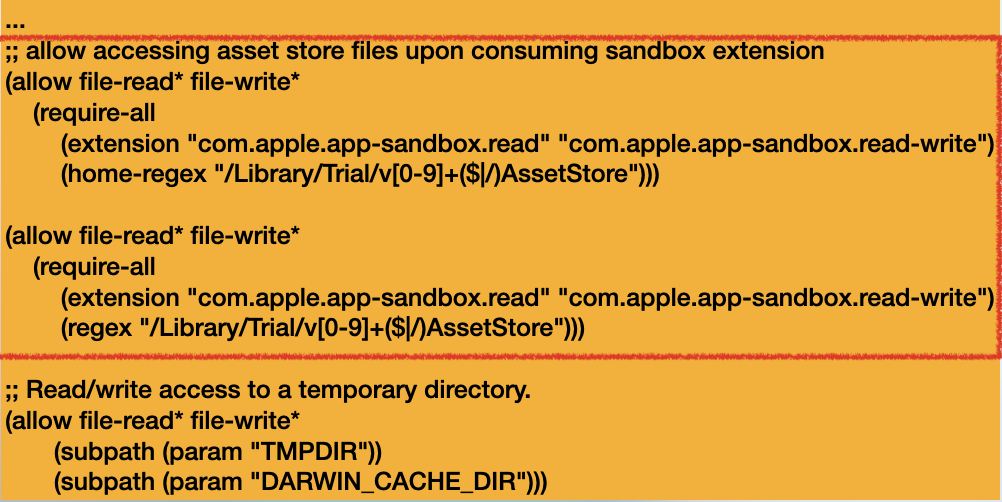 ...
;; allow accessing asset store files upon consuming sandbox extension
(allow file-read* file-write*
(require-all
(extension "com.apple.app-sandbox.read" "com.apple.app-sandbox.read-write")
(home-regex "/Library/Trial/v[0-9]+($|/)AssetStore")))
(allow file-read* file-write*
(require-all
(extension "com.apple.app-sandbox.read" "com.apple.app-sandbox.read-write")
(regex "/Library/Trial/v[0-9]+($|/)AssetStore")))
;; Read/write access to a temporary directory.
(allow file-read* file-write*
(subpath (param "TMPDIR"))
(subpath (param "DARWIN_CACHE_DIR")))